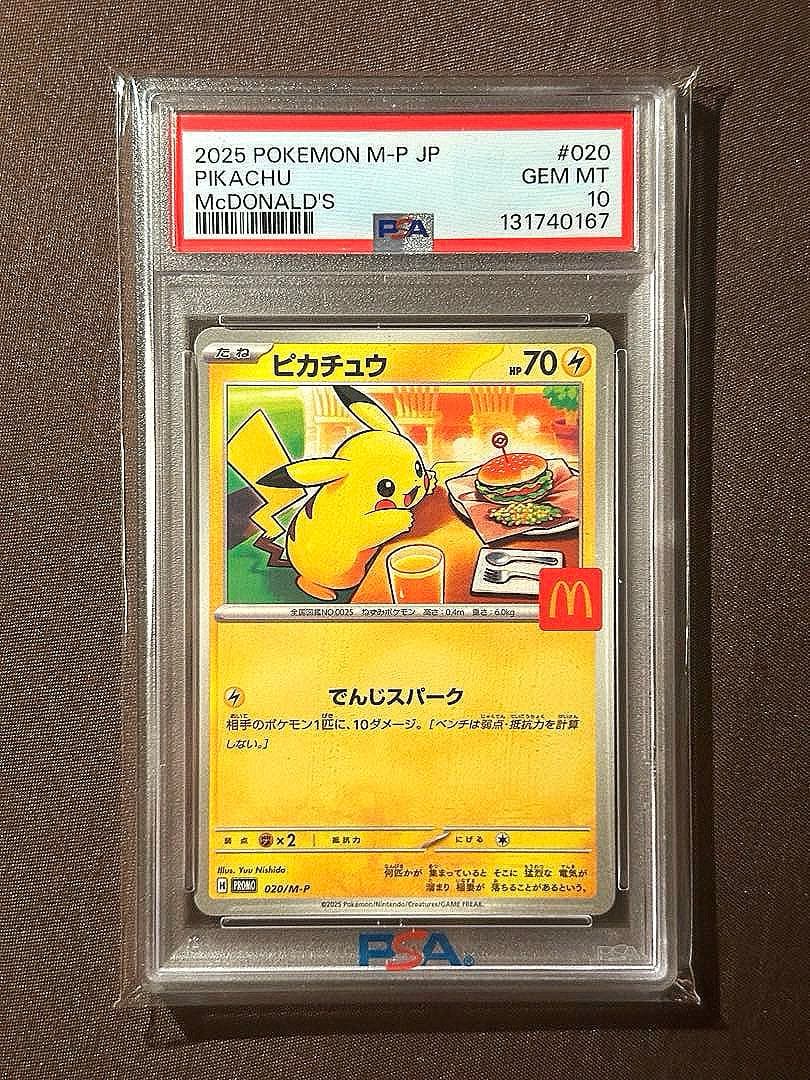 2025 POKEMON M-P JP #020
PIKACHU GEM MT
McDONALD'S 10
131740167
PSA
たね ピカチュウ HP70
M
全国図鑑NO.0025 ねずみポケモン 高さ:0.4m 重さ:6.0kg
でんじスパーク
相手のポケモン1匹に、10ダメージ。[ベンチは弱点・抵抗力を計算
しない。]
弱点 ×2 抵抗力 にげる
Illus. Yuu Nishida
何匹かが 集まっていると そこに 猛烈な 電気が
溜まり 稲妻が 落ちることがあるという。
PROMO 020/M-P
©2025 Pokémon/Nintendo/Creatures/GAME FREAK.
PSA®